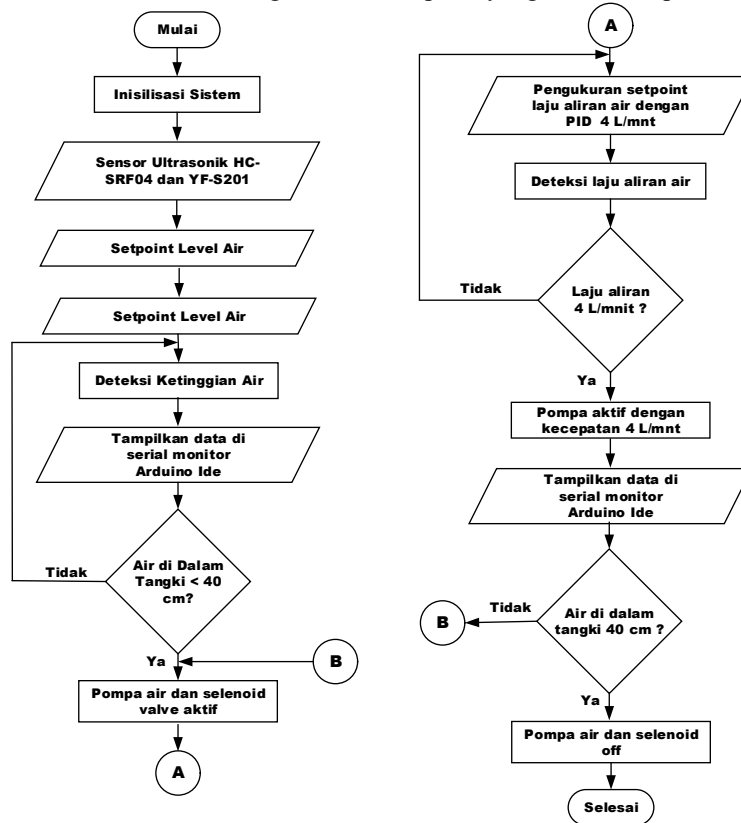 Mulai
Inisilisasi Sistem
Sensor Ultrasonik HC-
SRF04 dan YF-S201
Setpoint Level Air
Setpoint Level Air
Deteksi Ketinggian Air
Tampilkan data di
serial monitor
Arduino Ide
Air di Dalam
Tangki < 40
cm?
Tidak
Ya
B
Pompa air dan selenoid
valve aktif
A
A
Pengukuran setpoint
laju aliran air dengan
PID 4 L/mnt
Deteksi laju aliran air
Laju aliran
4 L/mnit ?
Tidak
Ya
Pompa aktif dengan
kecepatan 4 L/mnt
Tampilkan data di
serial monitor
Arduino Ide
Air di dalam
tangki 40 cm ?
Tidak
B
Ya
Pompa air dan selenoid
off
Selesai